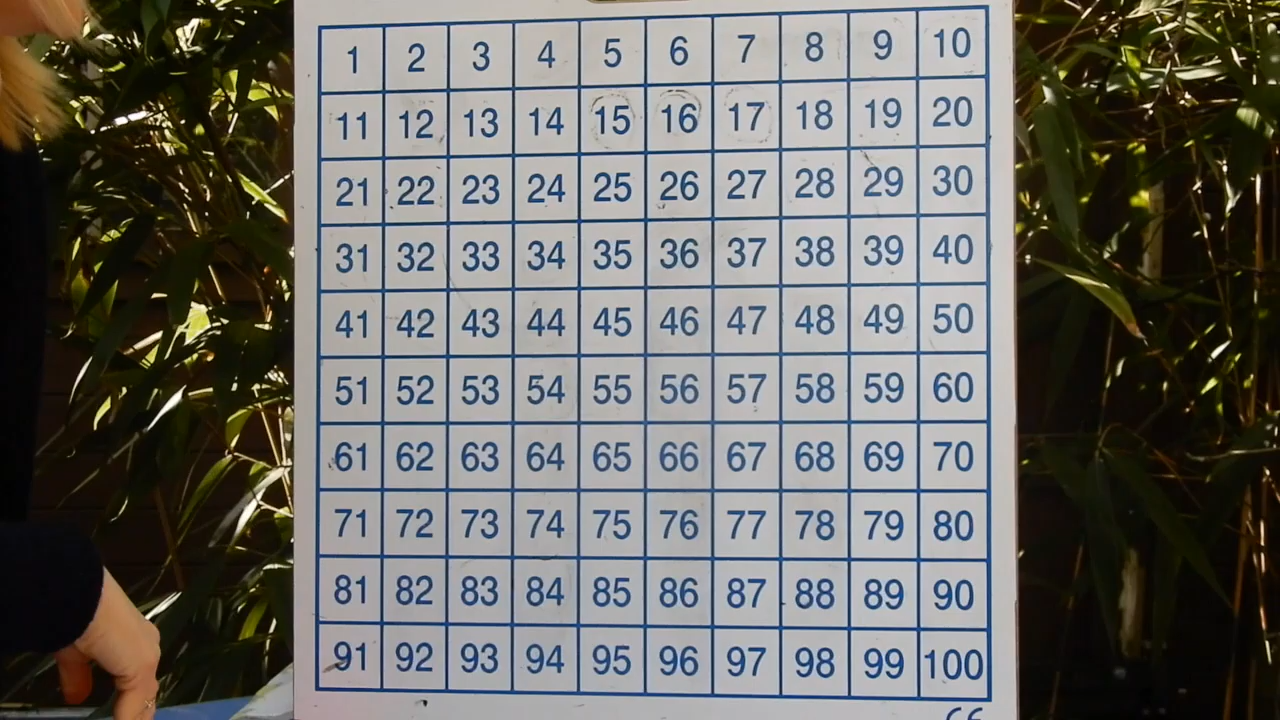 1 2 3 4 5 6 7 8 9 10
11 12 13 14 15 16 17 18 19 20
21 22 23 24 25 26 27 28 29 30
31 32 33 34 35 36 37 38 39 40
41 42 43 44 45 46 47 48 49 50
51 52 53 54 55 56 57 58 59 60
61 62 63 64 65 66 67 68 69 70
71 72 73 74 75 76 77 78 79 80
81 82 83 84 85 86 87 88 89 90
91 92 93 94 95 96 97 98 99 100